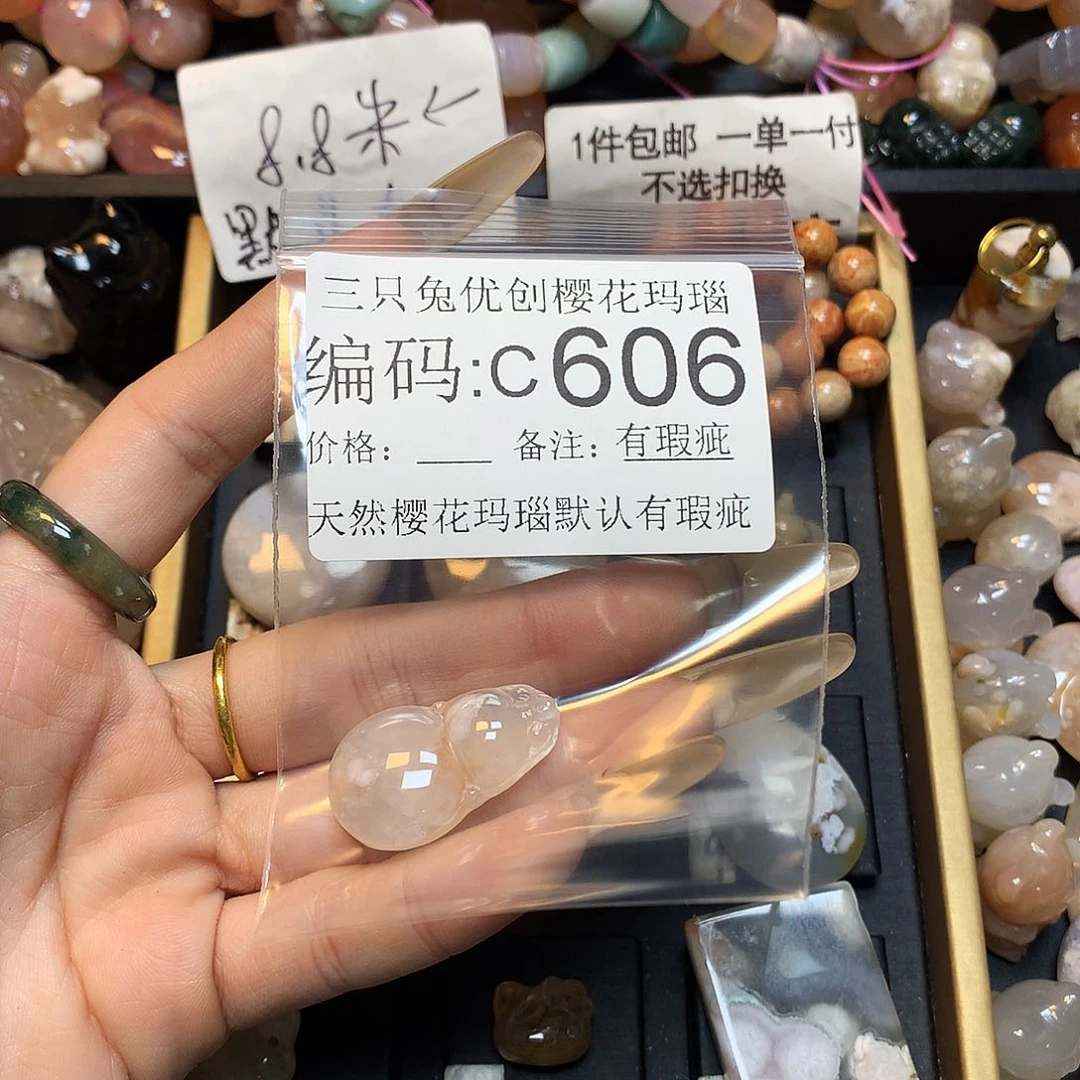 8.8米←
默
1件包邮 一单一付
不选扣换
三只兔优创樱花玛瑙
编码:C606
价格：____ 备注：有瑕疵
天然樱花玛瑙默认有瑕疵